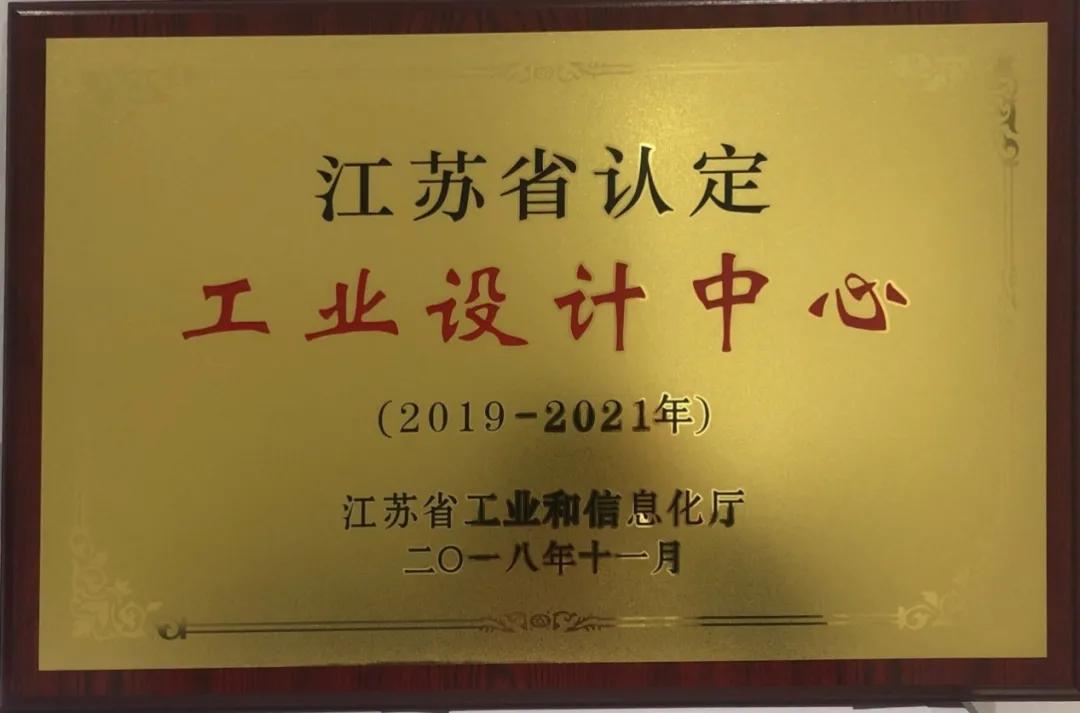 江苏省认定
工业设计中心
(2019-2021年)
江苏省工业和信息化厅
二〇一八年十一月